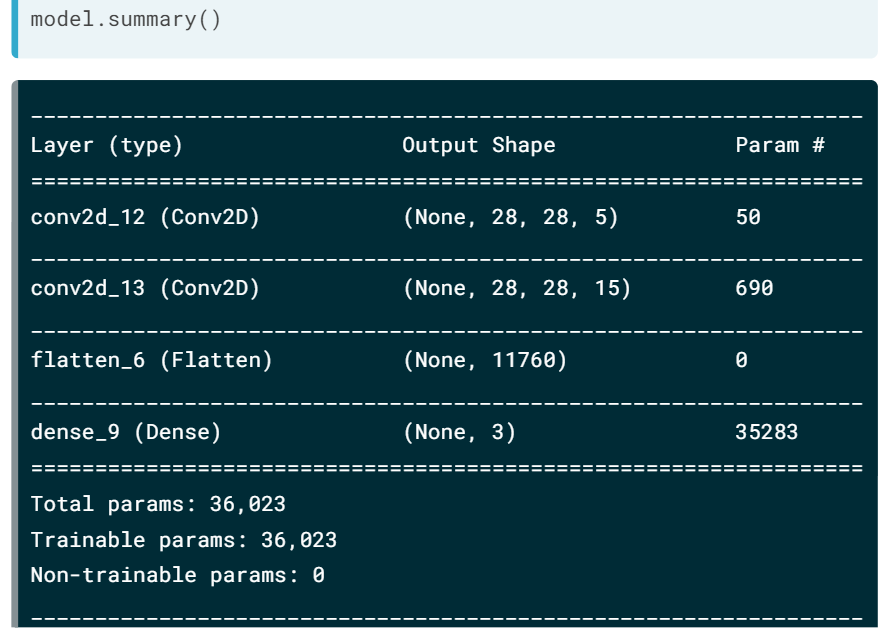 model.summary()
_________________________________________________________________
Layer (type)                 Output Shape              Param #
=================================================================
conv2d_12 (Conv2D)           (None, 28, 28, 5)         50
_________________________________________________________________
conv2d_13 (Conv2D)           (None, 28, 28, 15)        690
_________________________________________________________________
flatten_6 (Flatten)          (None, 11760)             0
_________________________________________________________________
dense_9 (Dense)              (None, 3)                 35283
=================================================================
Total params: 36,023
Trainable params: 36,023
Non-trainable params: 0
_________________________________________________________________